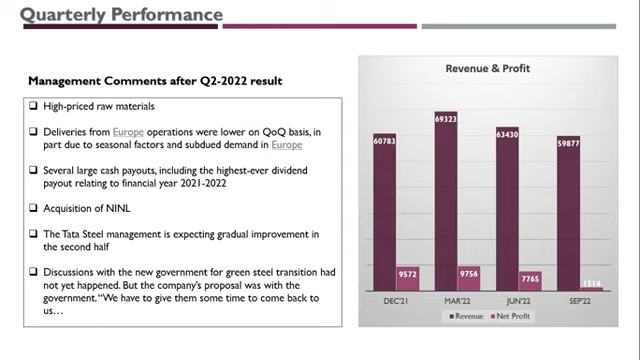 Quarterly Performance
Management Comments after Q2-2022 result
❑ High-priced raw materials
❑ Deliveries from Europe operations were lower on QoQ basis, in
part due to seasonal factors and subdued demand in Europe
❑ Several large cash payouts, including the highest-ever dividend
payout relating to financial year 2021-2022
❑ Acquisition of NINL
❑ The Tata Steel management is expecting gradual improvement in
the second half
❑ Discussions with the new government for green steel transition had
not yet happened. But the company's proposal was with the
government. "We have to give them some time to come back to
us…
Revenue & Profit
60783
69323
63430
59877
9572
9756
7765
1514
DEC'21 MAR'22 JUN'22 SEP'22
Revenue Net Profit